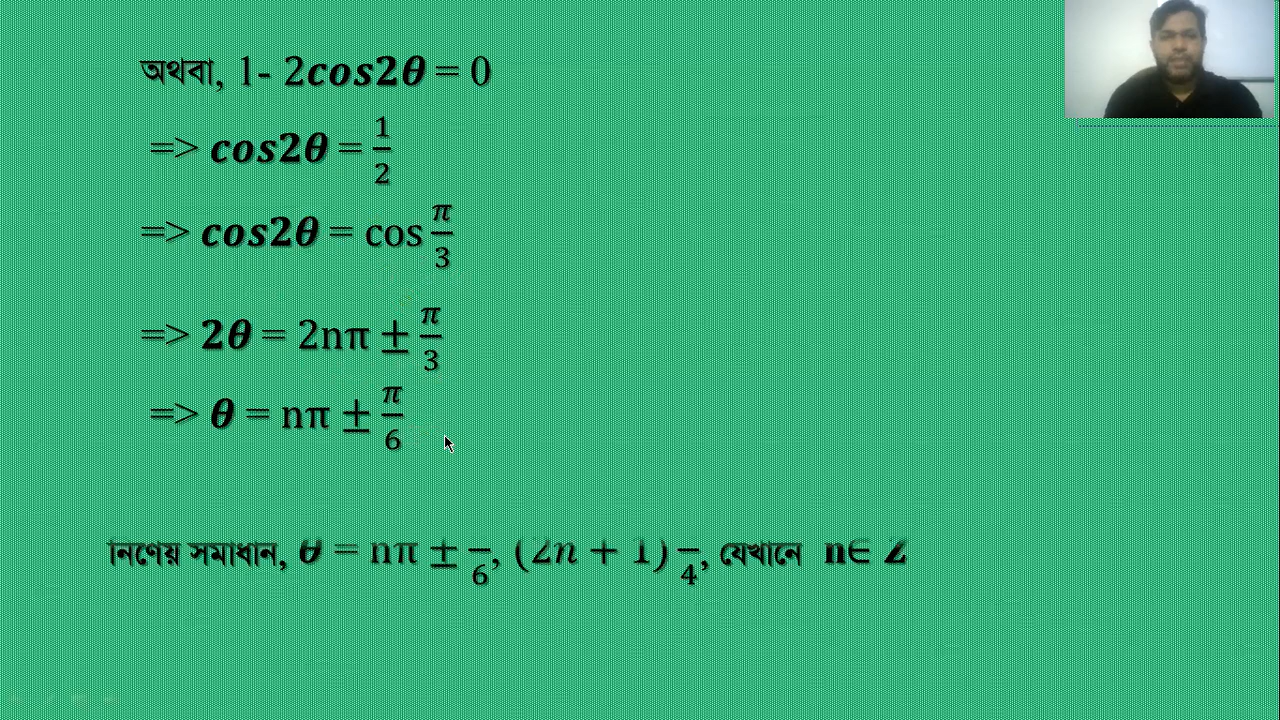 অথবা, 1- 2cos2θ = 0
=> cos2θ = 1/2
=> cos2θ = cos π/3
=> 2θ = 2nπ ± π/3
=> θ = nπ ± π/6
নির্ণেয় সমাধান, θ = nπ ± π/6, (2n + 1) π/4, যেখানে n∈ Z